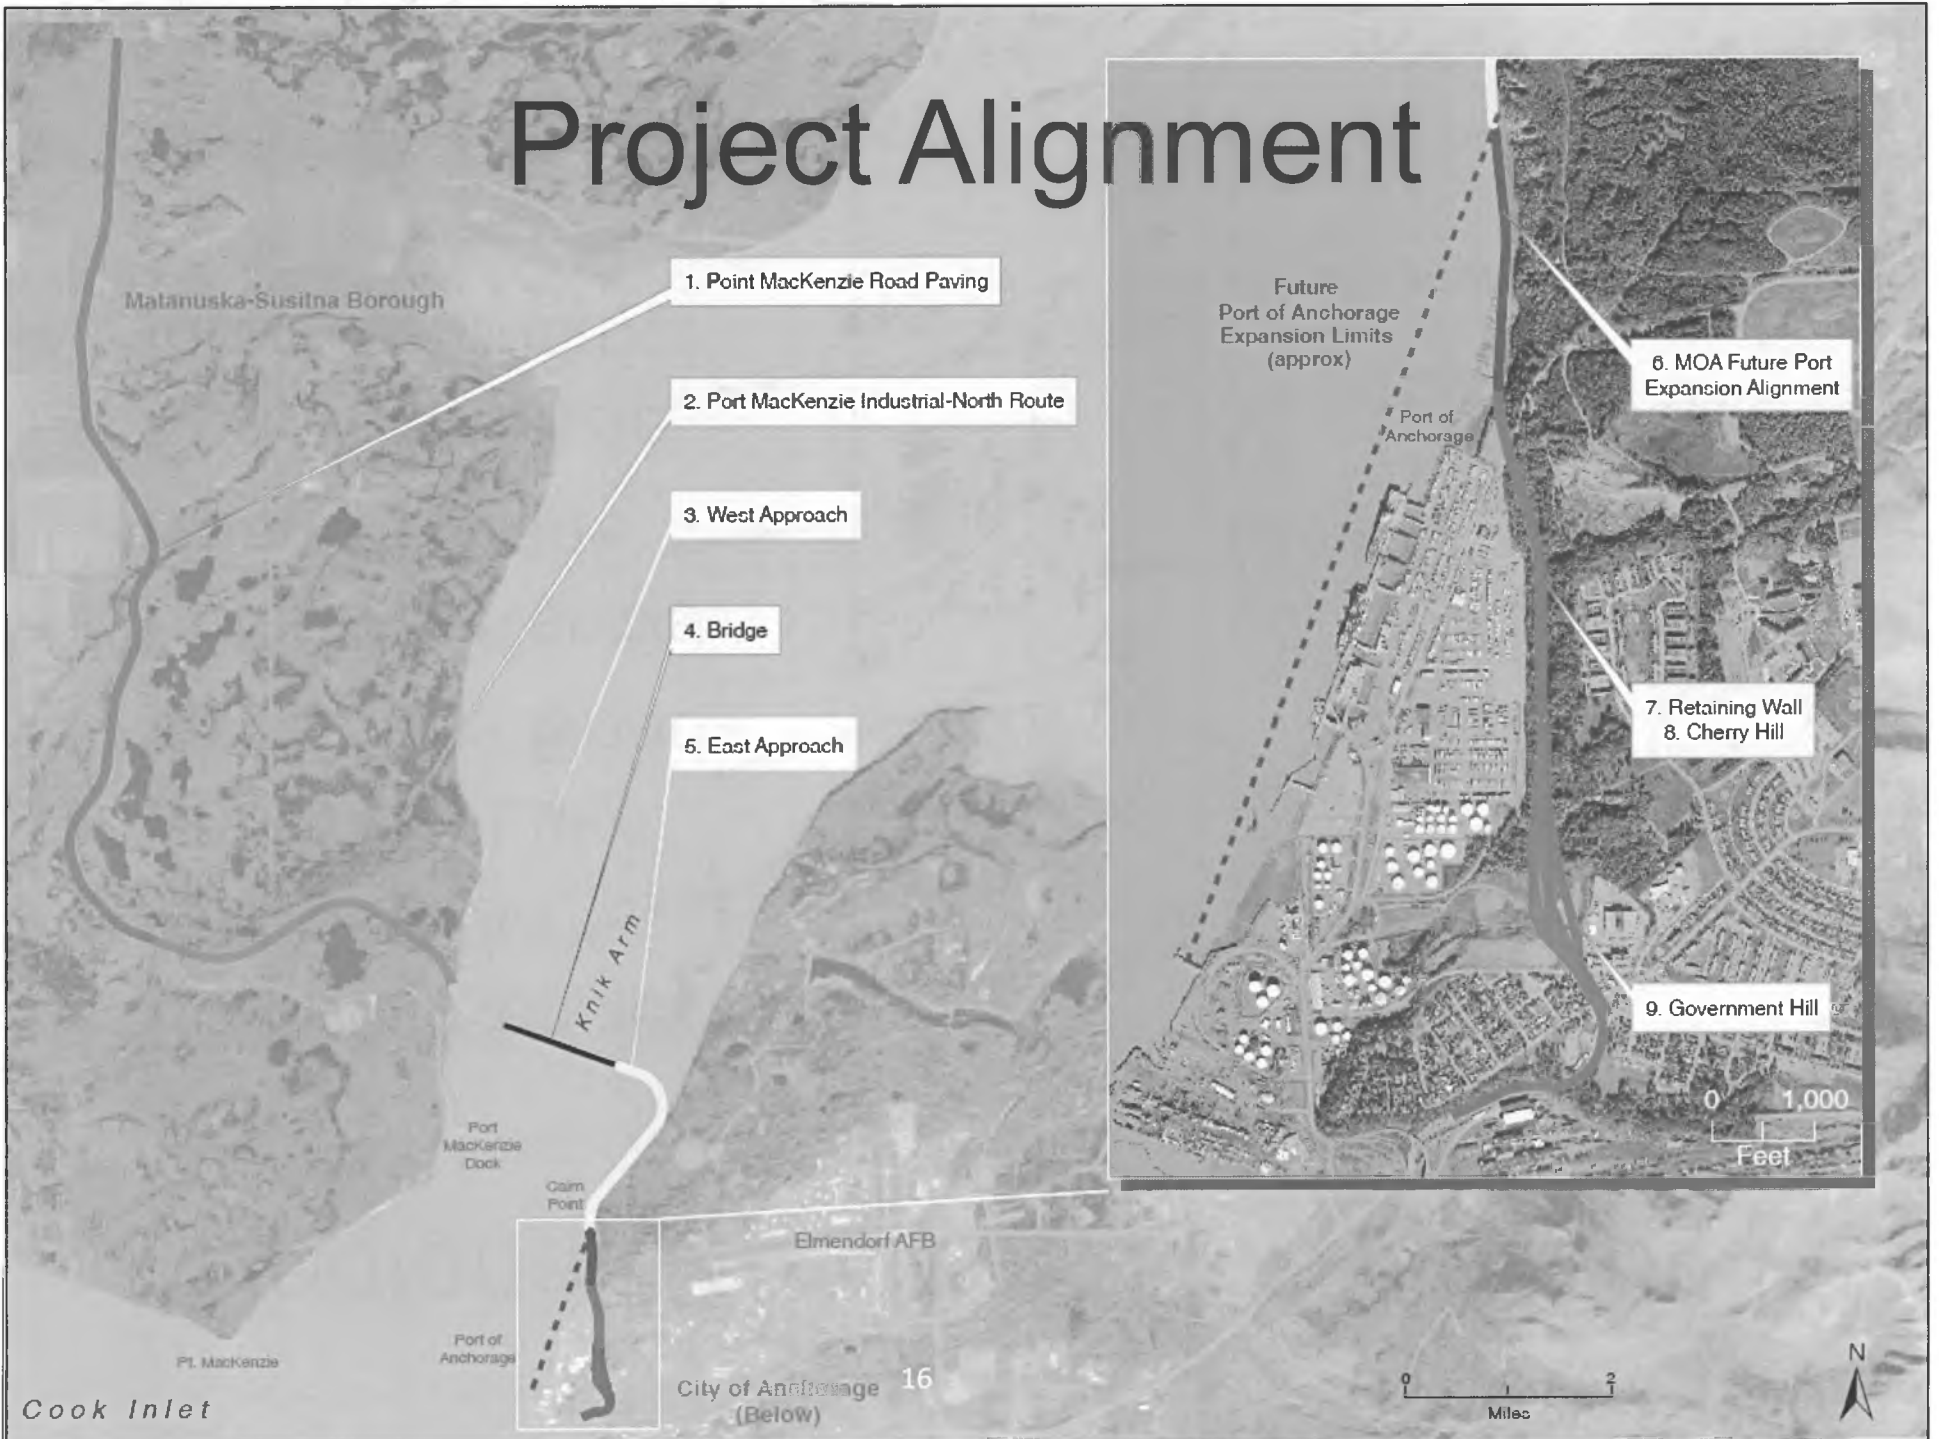 Project Alignment
Matanuska-Susitna Borough
1. Point MacKenzie Road Paving
2. Port MacKenzie Industrial-North Route
3. West Approach
4. Bridge
5. East Approach
Knik Arm
Port
MacKenzie
Dock
Cairn
Point
Elmendorf AFB
Port of
Anchorage
Pt. MacKenzie
Cook Inlet
City of Anchorage
(Below)
16
0 2
Miles
N
Future
Port of Anchorage
Expansion Limits
(approx)
Port of
Anchorage
6. MOA Future Port
Expansion Alignment
7. Retaining Wall
8. Cherry Hill
9. Government Hill
0 1,000
Feet